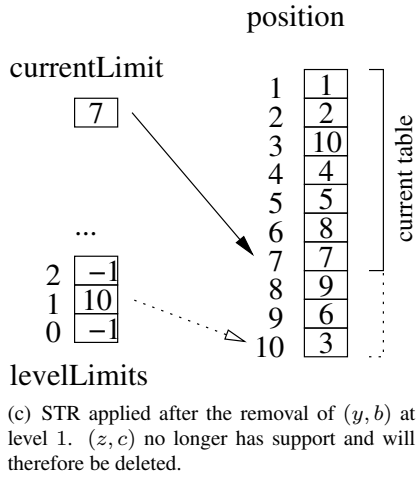 position
currentLimit
7
1 1
2 2
3 10
4 4
5 5
6 8
7 7
8 9
9 6
10 3
current table
...
2 −1
1 10
0 −1
levelLimits
(c) STR applied after the removal of (y, b) at
level 1. (z, c) no longer has support and will
therefore be deleted.